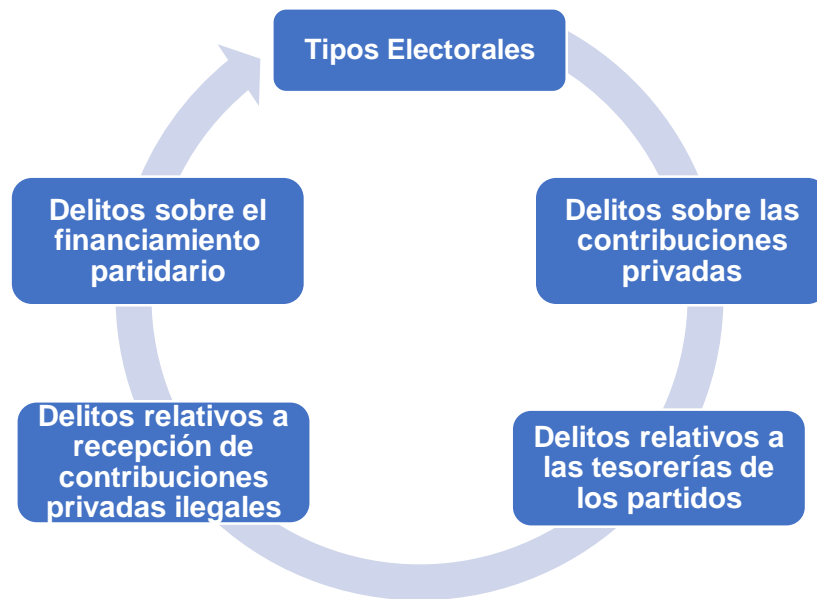 Tipos Electorales
Delitos sobre las
contribuciones
privadas
Delitos relativos a
las tesorerías de
los partidos
Delitos relativos a
recepción de
contribuciones
privadas ilegales
Delitos sobre el
financiamiento
partidario